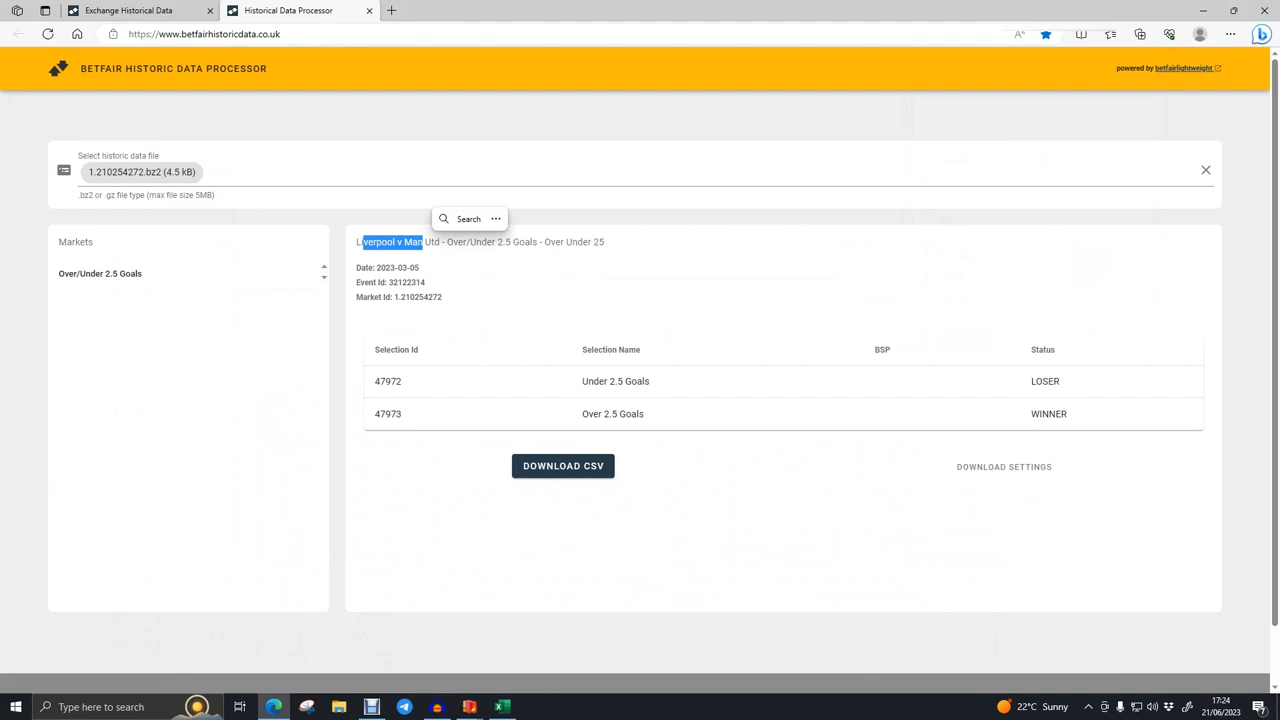 Exchange Historical Data
Historical Data Processor
https://www.betfairhistoricdata.co.uk
BETFAIR HISTORIC DATA PROCESSOR
powered by betfairlightweight
Select historic data file
1.210254272.bz2 (4.5 kB)
.bz2 or .gz file type (max file size 5MB)
Search
Markets
Over/Under 2.5 Goals
Liverpool v Man Utd - Over/Under 2.5 Goals - Over Under 25
Date: 2023-03-05
Event Id: 32122314
Market Id: 1.210254272
Selection Id Selection Name BSP Status
47972 Under 2.5 Goals LOSER
47973 Over 2.5 Goals WINNER
DOWNLOAD CSV
DOWNLOAD SETTINGS
Type here to search
22°C Sunny
17:24
21/06/2023